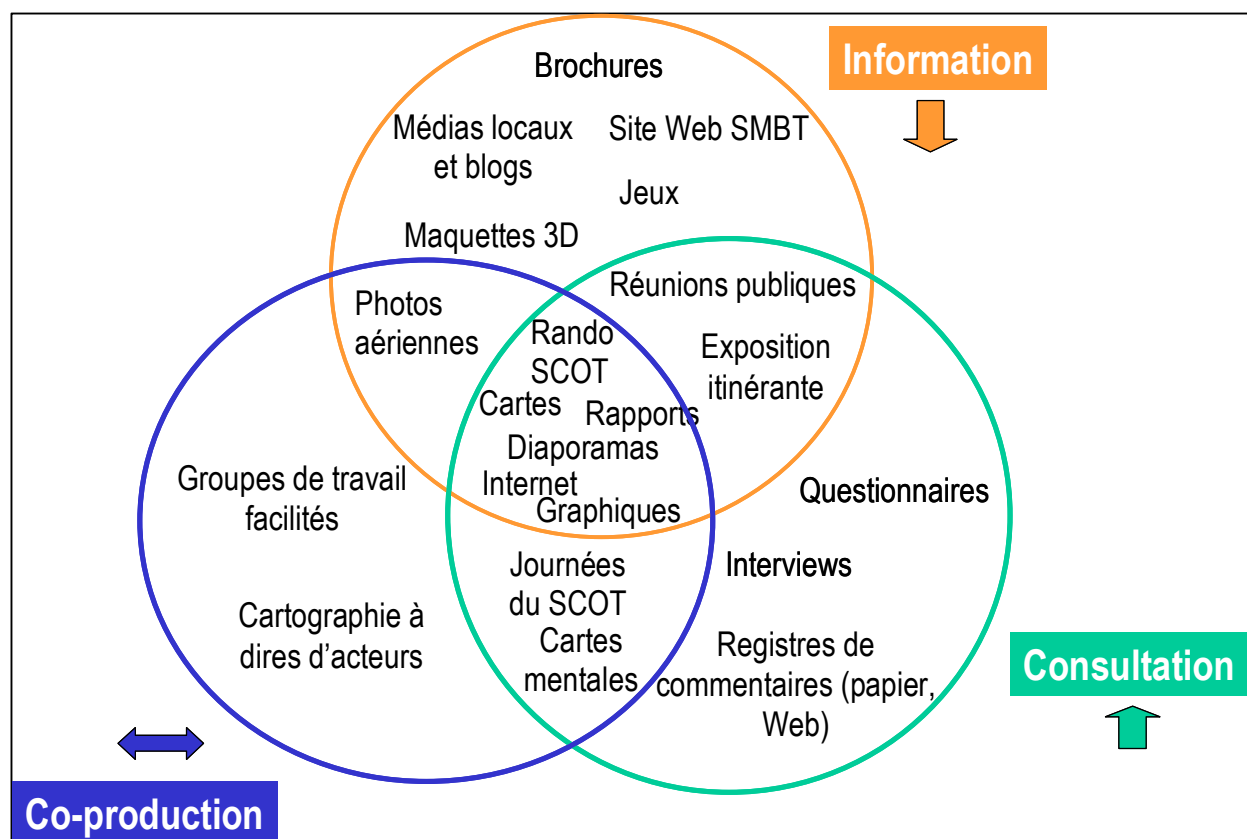 Brochures
Information
Médias locaux
et blogs
Site Web SMBT
Jeux
Maquettes 3D
Réunions publiques
Photos
aériennes
Rando
SCOT
Exposition
itinérante
Cartes
Rapports
Diaporamas
Internet
Graphiques
Groupes de travail
facilités
Questionnaires
Journées
du SCOT
Interviews
Cartographie à
dires d’acteurs
Cartes
mentales
Registres de
commentaires (papier,
Web)
Consultation
Co-production